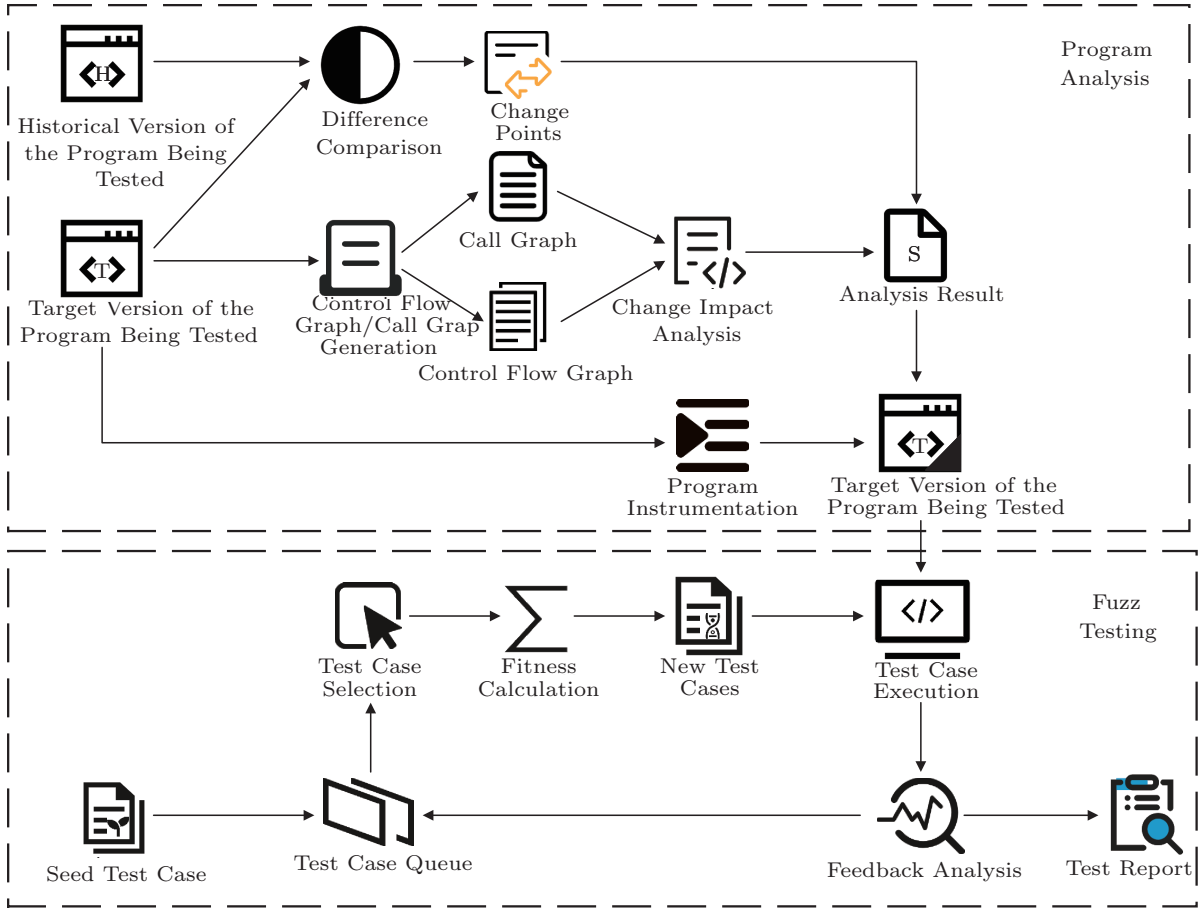 Program
Analysis
H
Historical Version of
the Program Being
Tested
Difference
Comparison
Change
Points
T
Target Version of the
Program Being Tested
Control Flow
Graph/Call Grap
Generation
Call Graph
Control Flow Graph
Change Impact
Analysis
S
Analysis Result
Program
Instrumentation
T
Target Version of the
Program Being Tested
Fuzz
Testing
Test Case
Selection
Fitness
Calculation
New Test
Cases
</>
Test Case
Execution
Seed Test Case
Test Case Queue
Feedback Analysis
Test Report